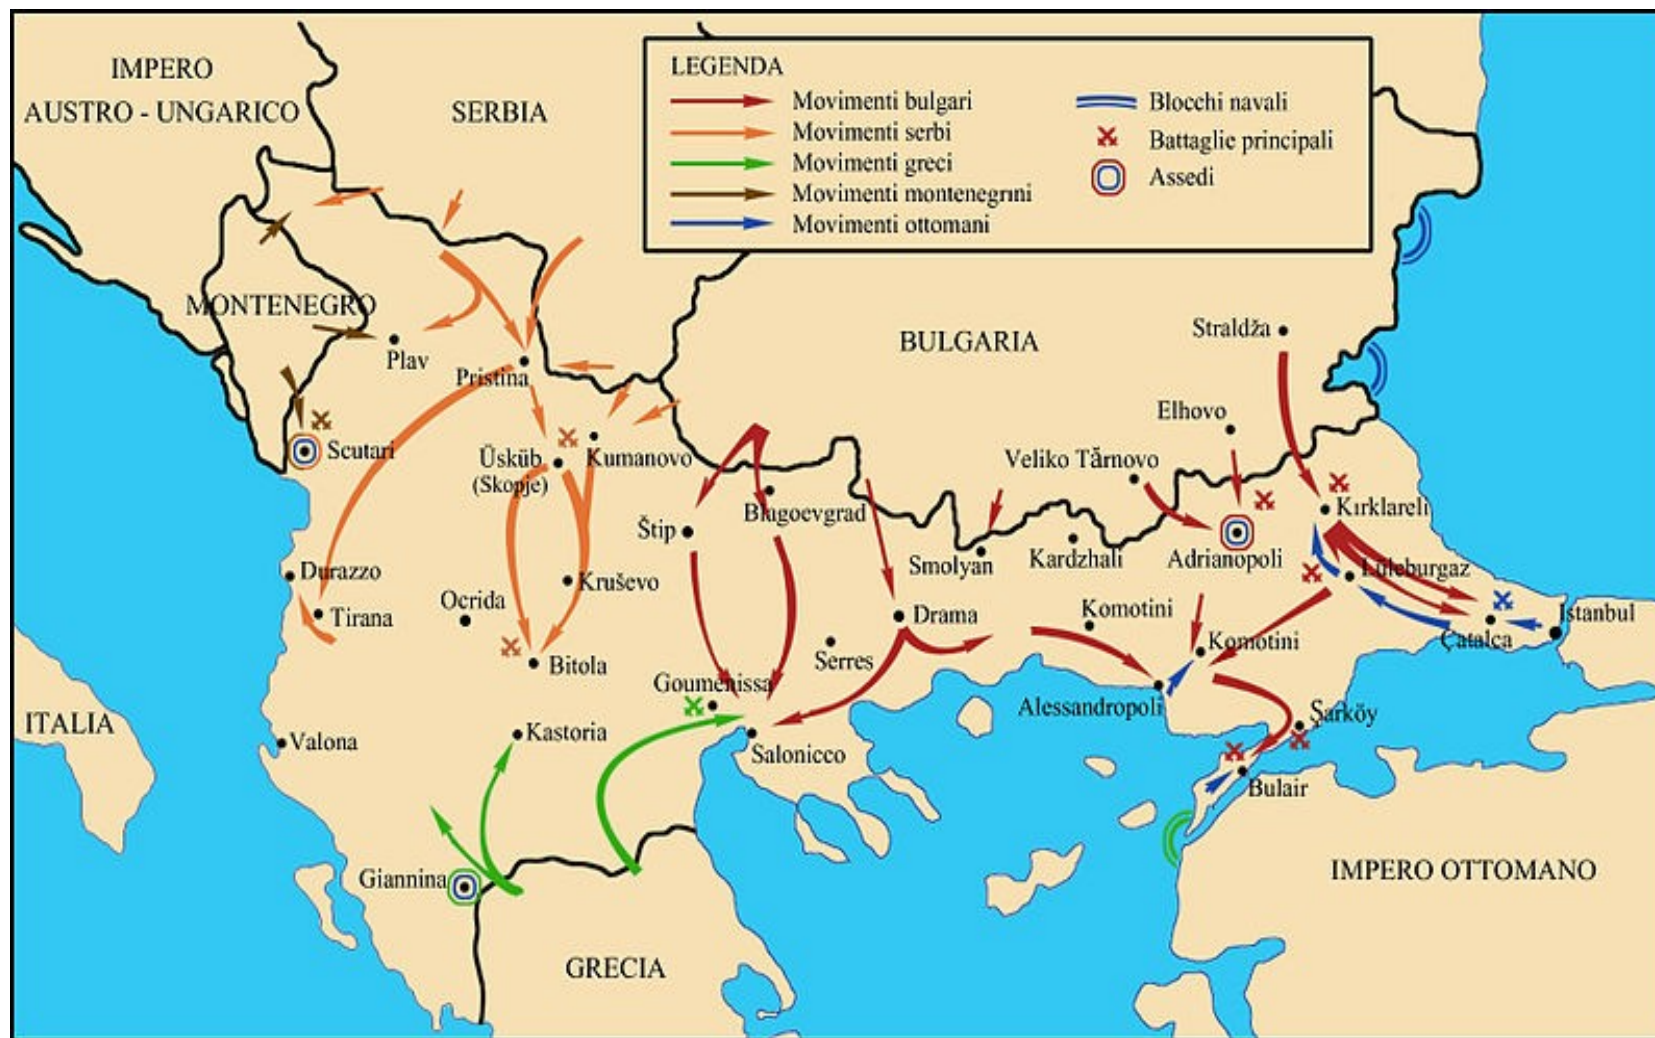 IMPERO
AUSTRO - UNGARICO
SERBIA
LEGENDA
Movimenti bulgari
Movimenti serbi
Movimenti greci
Movimenti montenegrini
Movimenti ottomani
Blocchi navali
Battaglie principali
Assedi
MONTENEGRO
BULGARIA
Straldža
Plav
Pristina
Elhovo
Scutari
Üsküb
(Skopje)
Kumanovo
Veliko Tărnovo
Blagoevgrad
Kırklareli
Štip
Smolyan
Kardzhali
Adrianopoli
Lüleburgaz
Durazzo
Tirana
Ocrida
Kruševo
Drama
Komotini
Istanbul
Çatalca
Serres
Komotini
Bitola
Goumenissa
Alessandropoli
Şarköy
ITALIA
Valona
Kastoria
Salonicco
Bulair
Giannina
IMPERO OTTOMANO
GRECIA